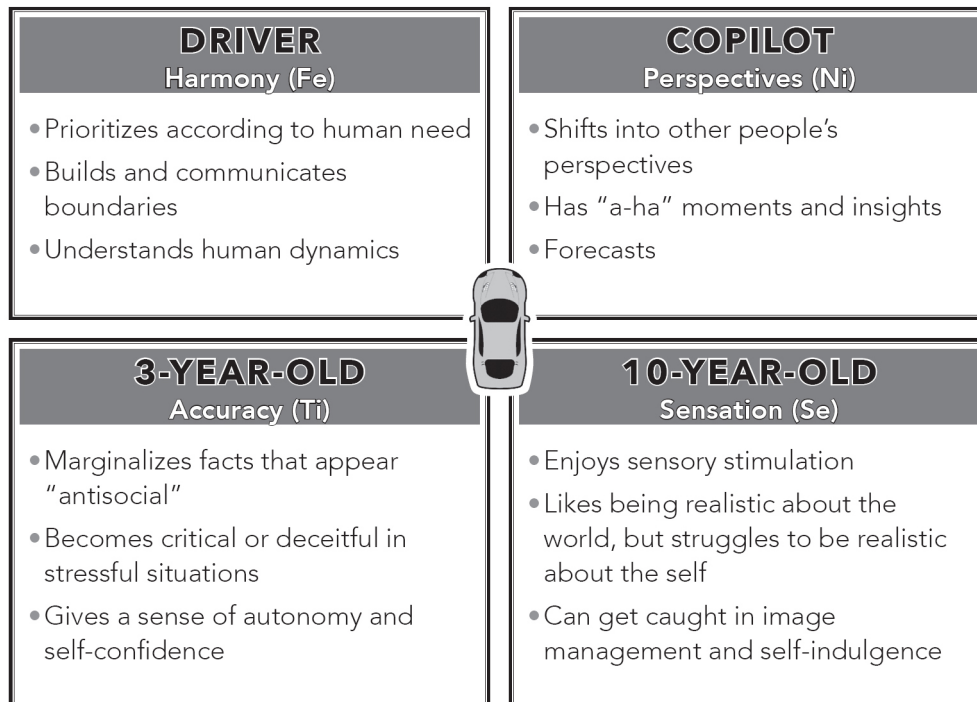 DRIVER
Harmony (Fe)
• Prioritizes according to human need
• Builds and communicates
boundaries
• Understands human dynamics
COPILOT
Perspectives (Ni)
• Shifts into other people’s
perspectives
• Has “a-ha” moments and insights
• Forecasts
3-YEAR-OLD
Accuracy (Ti)
• Marginalizes facts that appear
“antisocial”
• Becomes critical or deceitful in
stressful situations
• Gives a sense of autonomy and
self-confidence
10-YEAR-OLD
Sensation (Se)
• Enjoys sensory stimulation
• Likes being realistic about the
world, but struggles to be realistic
about the self
• Can get caught in image
management and self-indulgence